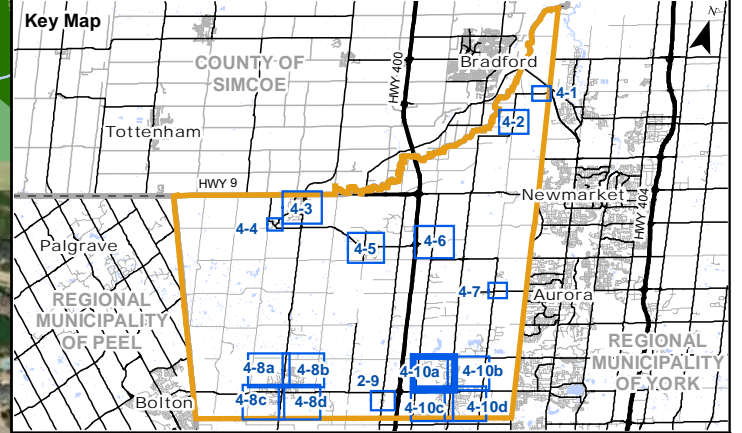 Key Map
N
COUNTY OF
SIMCOE
HWY 400
Bradford
4-1
4-2
Tottenham
HWY 9
Newmarket
HWY 404
4-3
4-4
4-5
4-6
Palgrave
4-7
Aurora
REGIONAL
MUNICIPALITY
OF PEEL
REGIONAL
MUNICIPALITY
OF YORK
4-8a
4-8b
2-9
4-10a
4-10b
Bolton
4-8c
4-8d
4-10c
4-10d